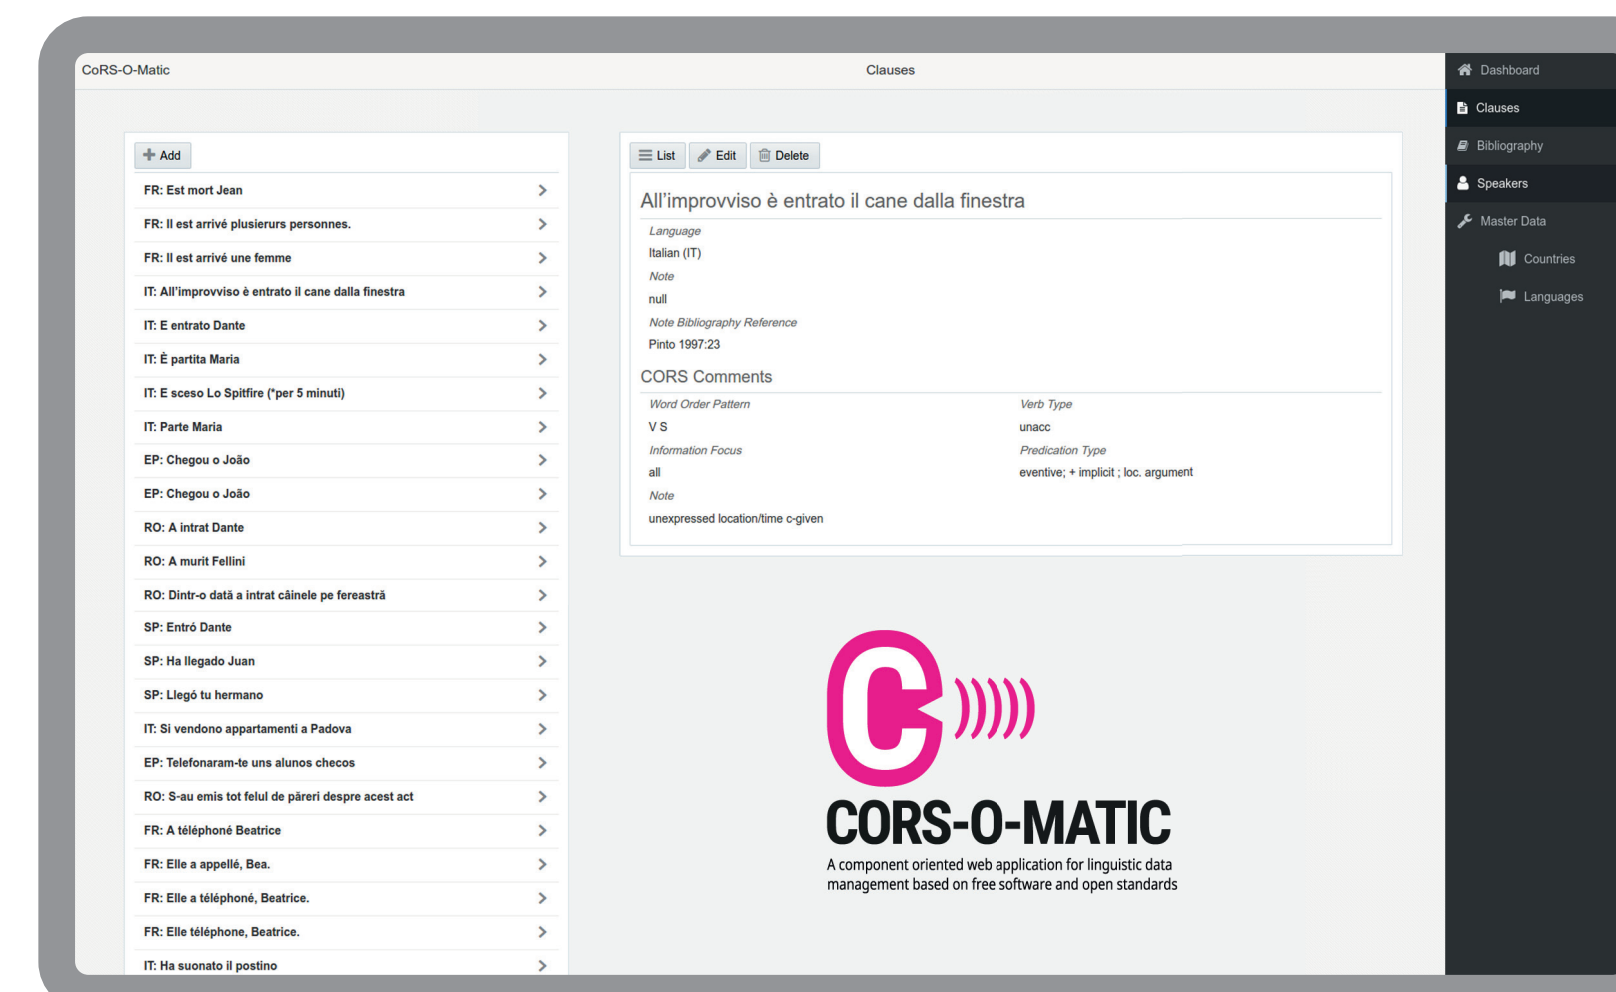 CoRS-O-Matic
Clauses
Add
FR: Est mort Jean
FR: Il est arrivé plusierurs personnes.
FR: Il est arrivé une femme
IT: All'improvviso è entrato il cane dalla finestra
IT: E entrato Dante
IT: È partita Maria
IT: E sceso Lo Spitfire (*per 5 minuti)
IT: Parte Maria
EP: Chegou o João
EP: Chegou o João
RO: A intrat Dante
RO: A murit Fellini
RO: Dintr-o dată a intrat câinele pe fereastră
SP: Entró Dante
SP: Ha llegado Juan
SP: Llegó tu hermano
IT: Si vendono appartamenti a Padova
EP: Telefonaram-te uns alunos checos
RO: S-au emis tot felul de păreri despre acest act
FR: A téléphoné Beatrice
FR: Elle a appellé, Bea.
FR: Elle a téléphoné, Beatrice.
FR: Elle téléphone, Beatrice.
IT: Ha suonato il postino
List Edit Delete
All'improvviso è entrato il cane dalla finestra
Language
Italian (IT)
Note
null
Note Bibliography Reference
Pinto 1997:23
CORS Comments
Word Order Pattern Verb Type
V S unacc
Information Focus Predication Type
all eventive; + implicit ; loc. argument
Note
unexpressed location/time c-given
C
CORS-O-MATIC
A component oriented web application for linguistic data
management based on free software and open standards
Dashboard
Clauses
Bibliography
Speakers
Master Data
Countries
Languages